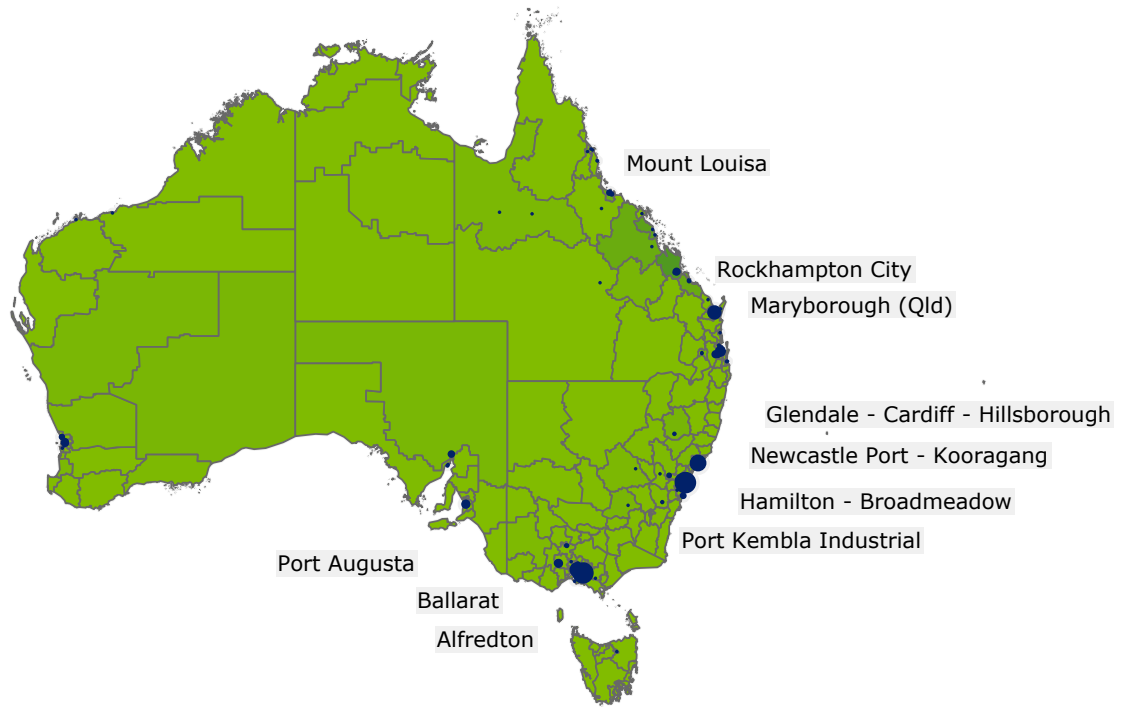 Mount Louisa
Rockhampton City
Maryborough (Qld)
Glendale - Cardiff - Hillsborough
Newcastle Port - Kooragang
Hamilton - Broadmeadow
Port Kembla Industrial
Port Augusta
Ballarat
Alfredton